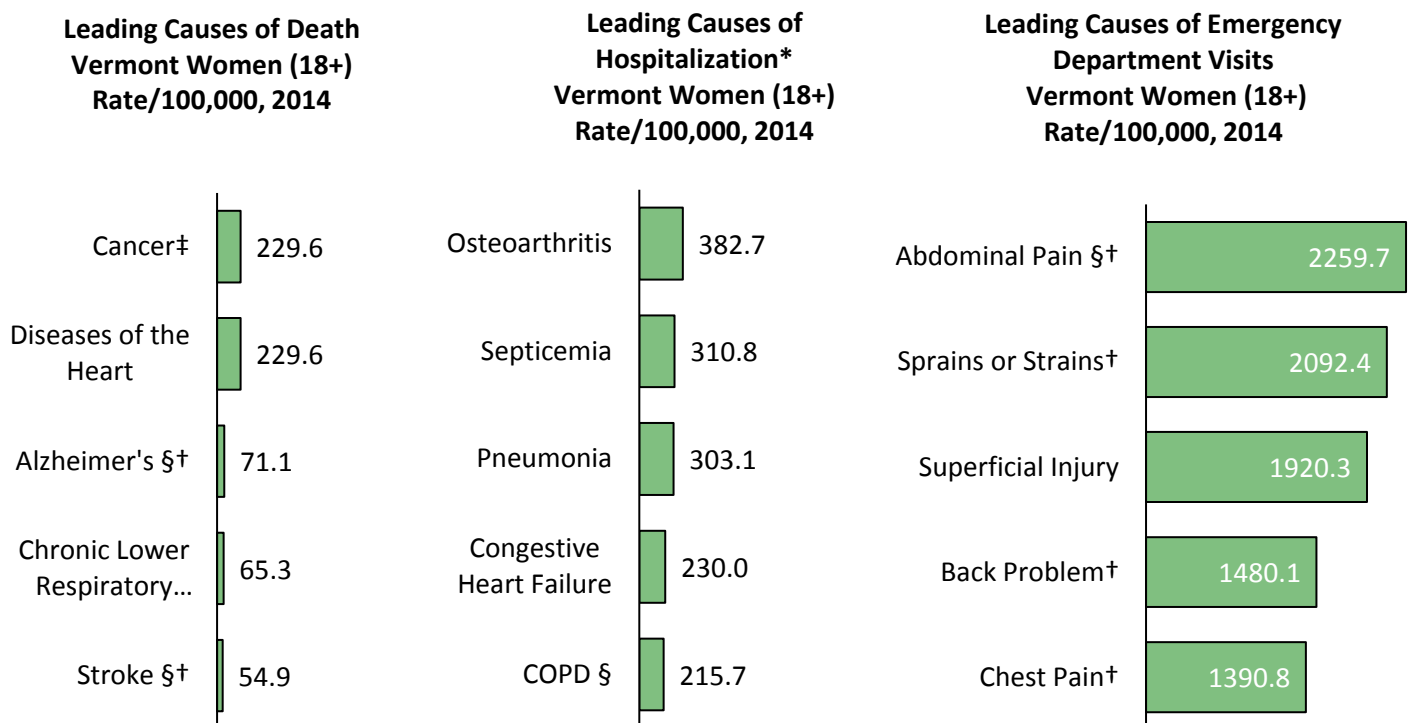 Leading Causes of Death
Vermont Women (18+)
Rate/100,000, 2014
Cancer‡
229.6
Diseases of the
Heart
229.6
Alzheimer's §†
71.1
Chronic Lower
Respiratory...
65.3
Stroke §†
54.9
Leading Causes of
Hospitalization*
Vermont Women (18+)
Rate/100,000, 2014
Osteoarthritis
382.7
Septicemia
310.8
Pneumonia
303.1
Congestive
Heart Failure
230.0
COPD §
215.7
Leading Causes of Emergency
Department Visits
Vermont Women (18+)
Rate/100,000, 2014
Abdominal Pain §†
2259.7
Sprains or Strains†
2092.4
Superficial Injury
1920.3
Back Problem†
1480.1
Chest Pain†
1390.8